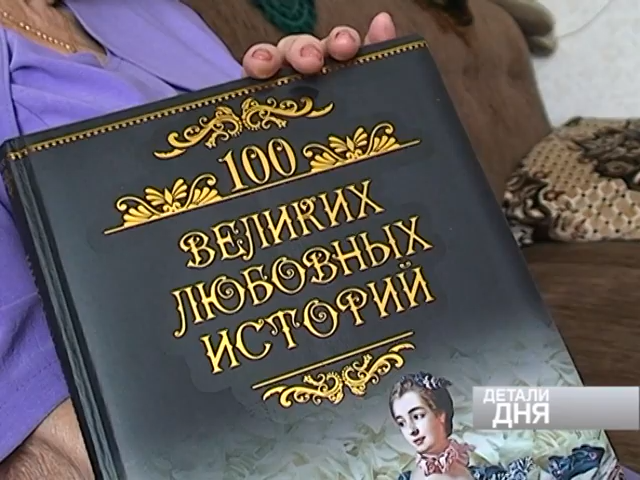 100
ВЕЛИКИХ
ЛЮБОВНЫХ
ИСТОРИЙ
ДЕТАЛИ
ДНЯ